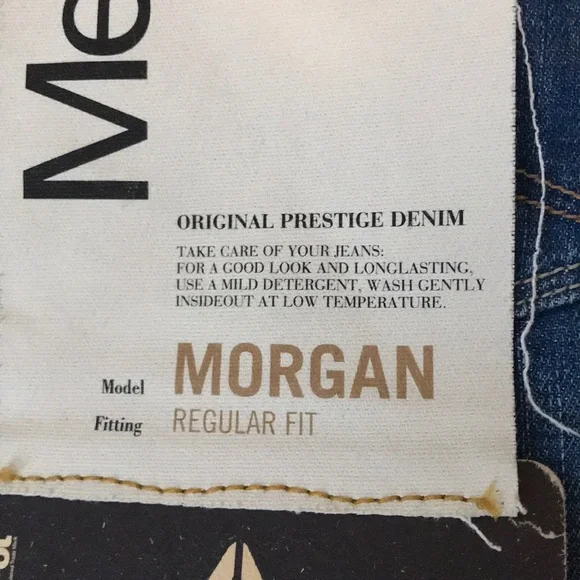 Me
ORIGINAL PRESTIGE DENIM
TAKE CARE OF YOUR JEANS:
FOR A GOOD LOOK AND LONGLASTING,
USE A MILD DETERGENT, WASH GENTLY
INSIDEOUT AT LOW TEMPERATURE.
Model MORGAN
Fitting REGULAR FIT